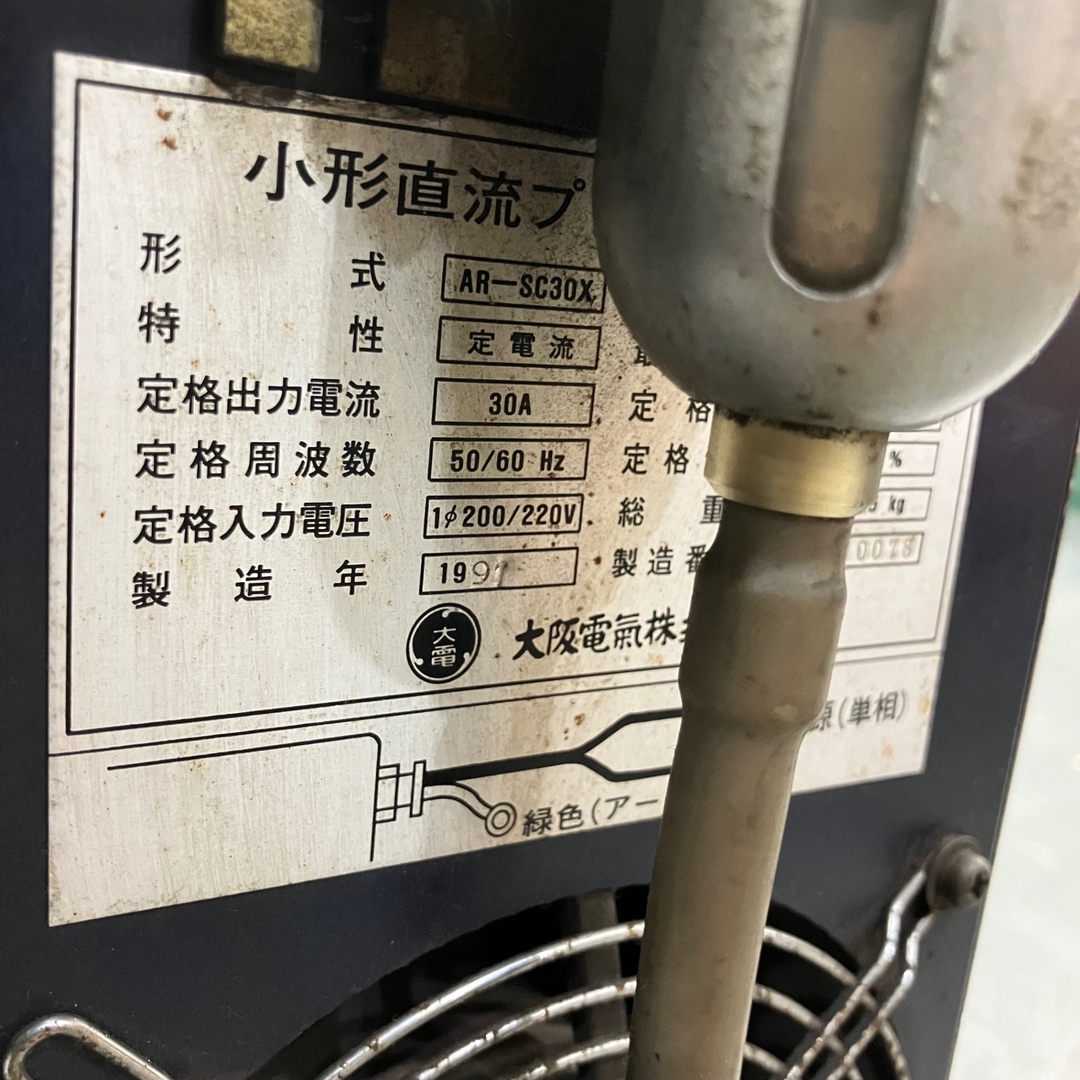 小形直流プ
形式 AR-SC30X
特性 定電流
定格出力電流 30A 定格
定格周波数 50/60 Hz 定格 %
定格入力電圧 1φ200/220V 総重 kg
製造年 1991 製造番 0078
大電 大阪電氣株
源(単相)
緑色(アー